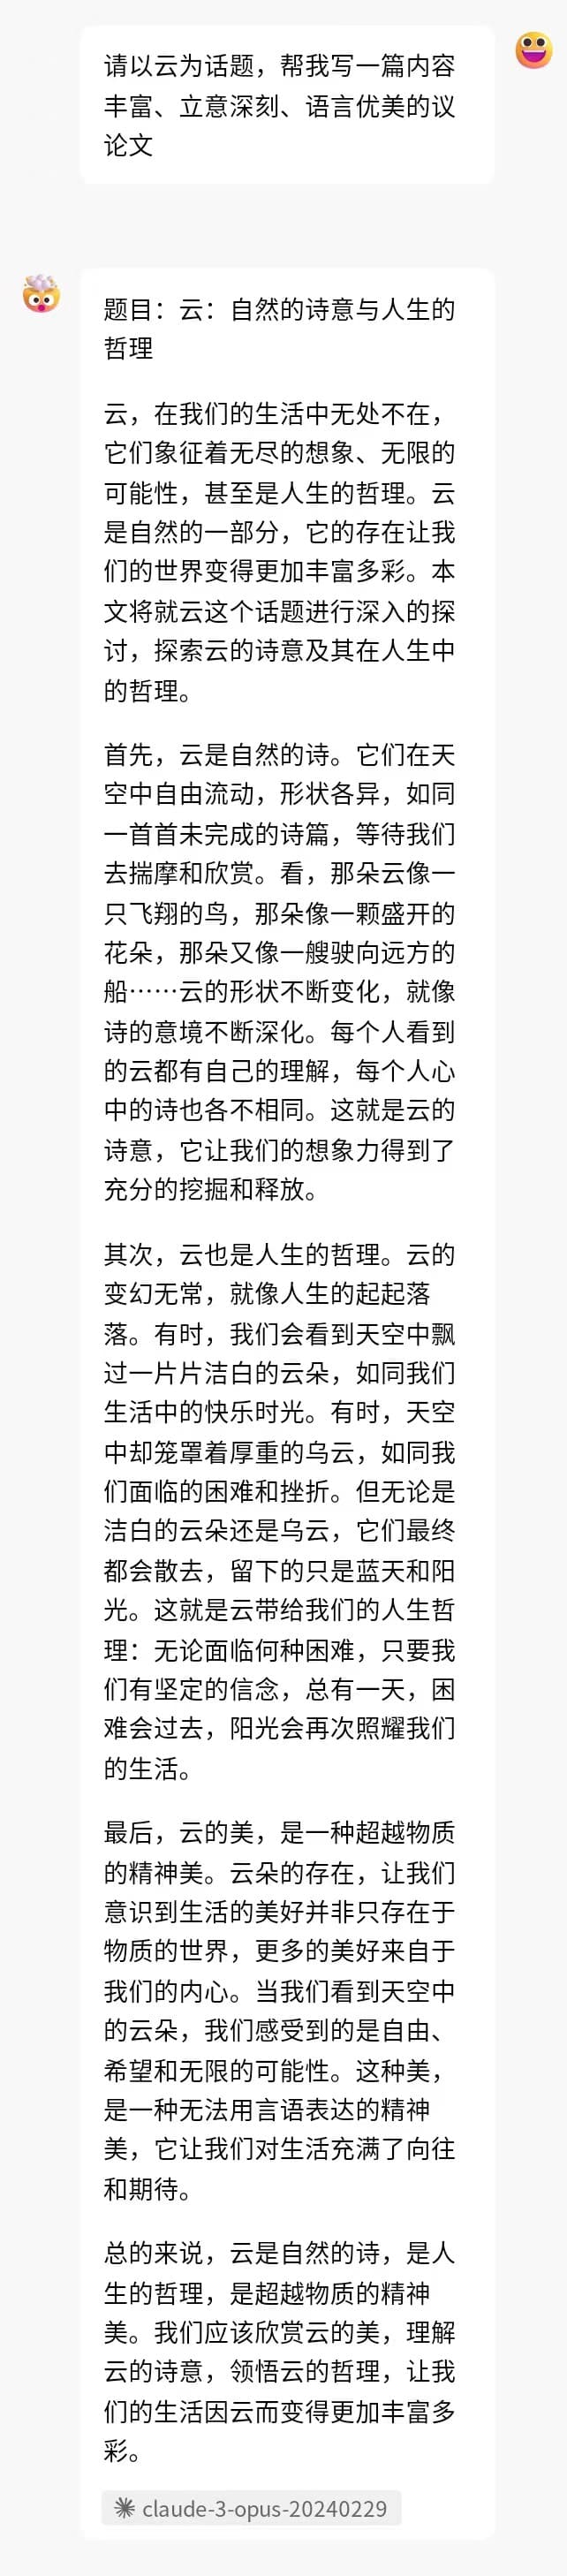 请以云为话题，帮我写一篇内容
丰富、立意深刻、语言优美的议
论文
题目：云：自然的诗意与人生的
哲理
云，在我们的生活中无处不在，
它们象征着无尽的想象、无限的
可能性，甚至是人生的哲理。云
是自然的一部分，它的存在让我
们的世界变得更加丰富多彩。本
文将就云这个话题进行深入的探
讨，探索云的诗意及其在人生中
的哲理。
首先，云是自然的诗。它们在天
空中自由流动，形状各异，如同
一首首未完成的诗篇，等待我们
去揣摩和欣赏。看，那朵云像一
只飞翔的鸟，那朵像一颗盛开的
花朵，那朵又像一艘驶向远方的
船……云的形状不断变化，就像
诗的意境不断深化。每个人看到
的云都有自己的理解，每个人心
中的诗也各不相同。这就是云的
诗意，它让我们的想象力得到了
充分的挖掘和释放。
其次，云也是人生的哲理。云的
变幻无常，就像人生的起起落
落。有时，我们会看到天空中飘
过一片片洁白的云朵，如同我们
生活中的快乐时光。有时，天空
中却笼罩着厚重的乌云，如同我
们面临的困难和挫折。但无论是
洁白的云朵还是乌云，它们最终
都会散去，留下的只是蓝天和阳
光。这就是云带给我们的人生哲
理：无论面临何种困难，只要我
们有坚定的信念，总有一天，困
难会过去，阳光会再次照耀我们
的生活。
最后，云的美，是一种超越物质
的精神美。云朵的存在，让我们
意识到生活的美好并非只存在于
物质的世界，更多的美好来自于
我们的内心。当我们看到天空中
的云朵，我们感受到的是自由、
希望和无限的可能性。这种美，
是一种无法用言语表达的精神
美，它让我们对生活充满了向往
和期待。
总的来说，云是自然的诗，是人
生的哲理，是超越物质的精神
美。我们应该欣赏云的美，理解
云的诗意，领悟云的哲理，让我
们的生活因云而变得更加丰富多
彩。
claude-3-opus-20240229